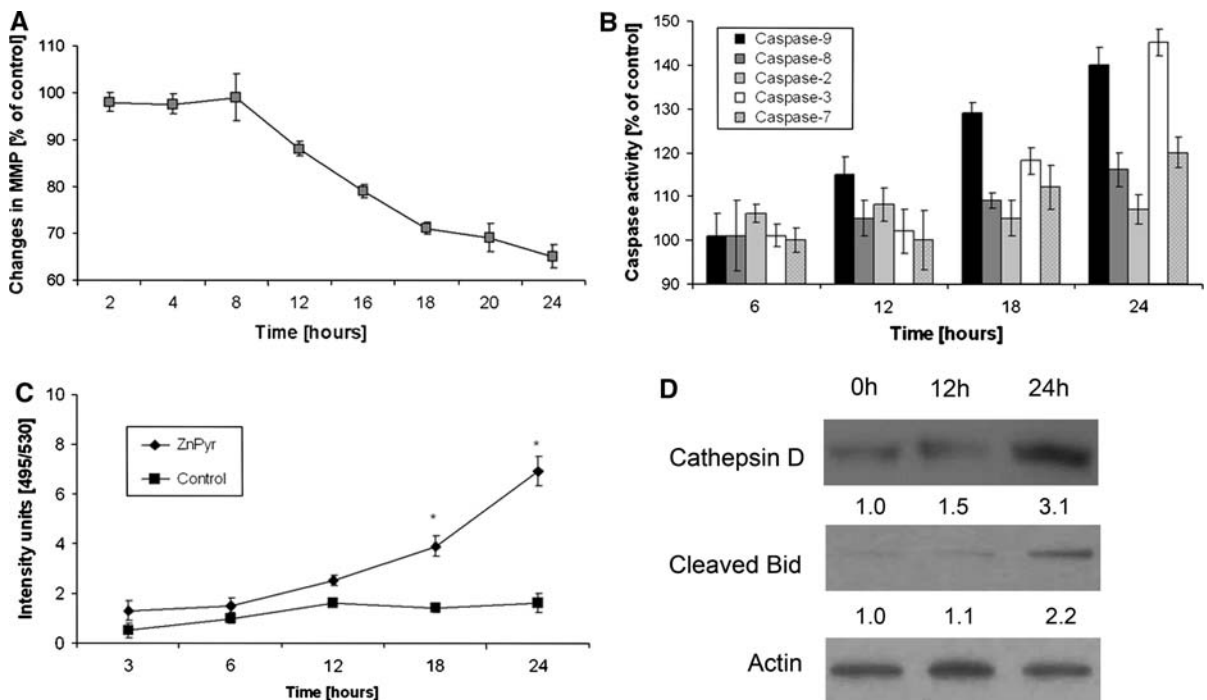 A
Changes in MMP [% of control]
110
100
90
80
70
60
2 4 8 12 16 18 20 24
Time [hours]
B
Caspase activity [% of control]
150
140
130
120
110
100
90
Caspase-9
Caspase-8
Caspase-2
Caspase-3
Caspase-7
6 12 18 24
Time [hours]
C
Intensity units [495/530]
10
8
6
4
2
0
ZnPyr
Control
*
*
3 6 12 18 24
Time [hours]
D
0h 12h 24h
Cathepsin D
1.0 1.5 3.1
Cleaved Bid
1.0 1.1 2.2
Actin